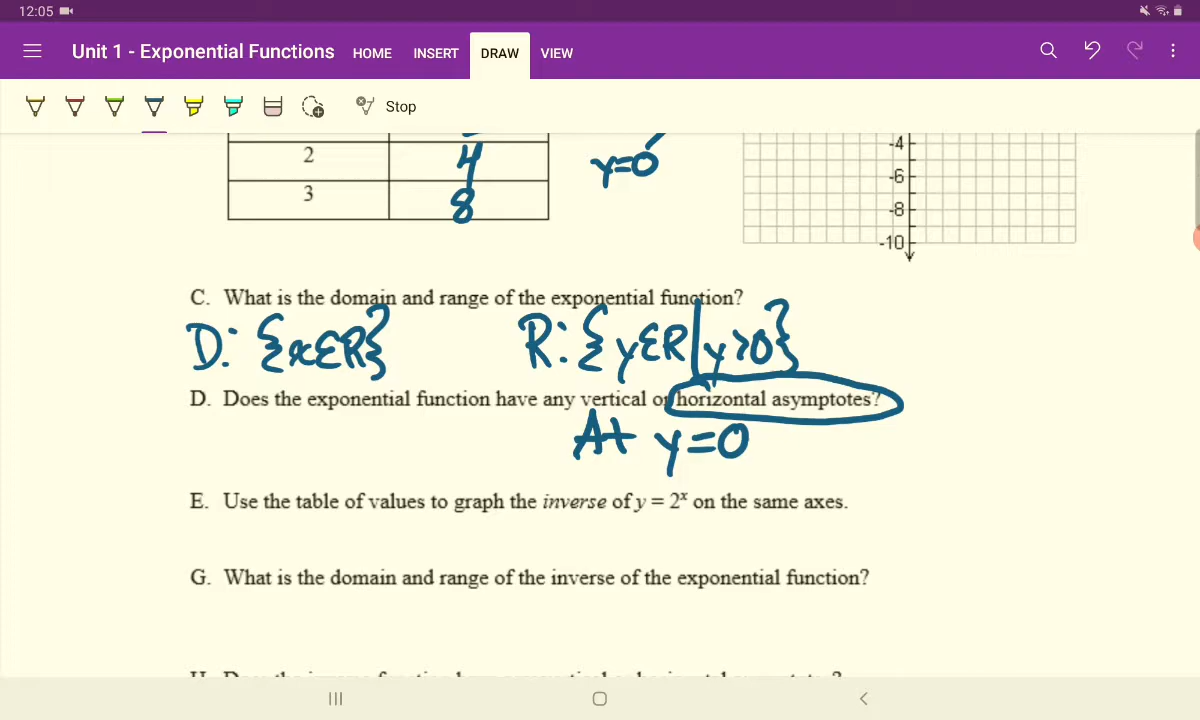 12:05
Unit 1 - Exponential Functions HOME INSERT DRAW VIEW
Stop
2 4
3 8
y=0
-4
-6
-8
-10
C. What is the domain and range of the exponential function?
D: {x∈R} R: {y∈R|y>0}
D. Does the exponential function have any vertical or horizontal asymptotes?
At y=0
E. Use the table of values to graph the inverse of y = 2ˣ on the same axes.
G. What is the domain and range of the inverse of the exponential function?